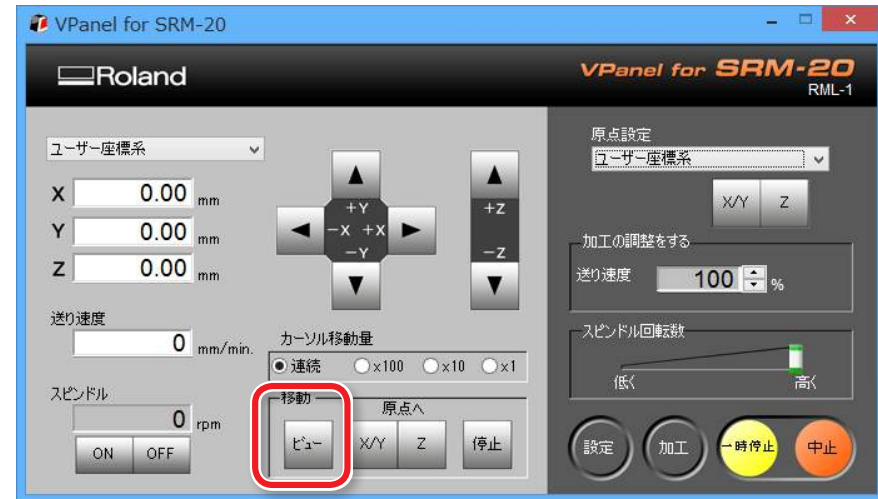 VPanel for SRM-20
Roland
VPanel for SRM-20
RML-1
ユーザー座標系
X 0.00 mm
Y 0.00 mm
Z 0.00 mm
送り速度
0 mm/min.
スピンドル
0 rpm
ON OFF
+Y
-X +X
-Y
+Z
-Z
カーソル移動量
連続 x100 x10 x1
移動
原点へ
ビュー X/Y Z 停止
原点設定
ユーザー座標系
X/Y Z
加工の調整をする
送り速度 100 %
スピンドル回転数
低く 高く
設定 加工 一時停止 中止